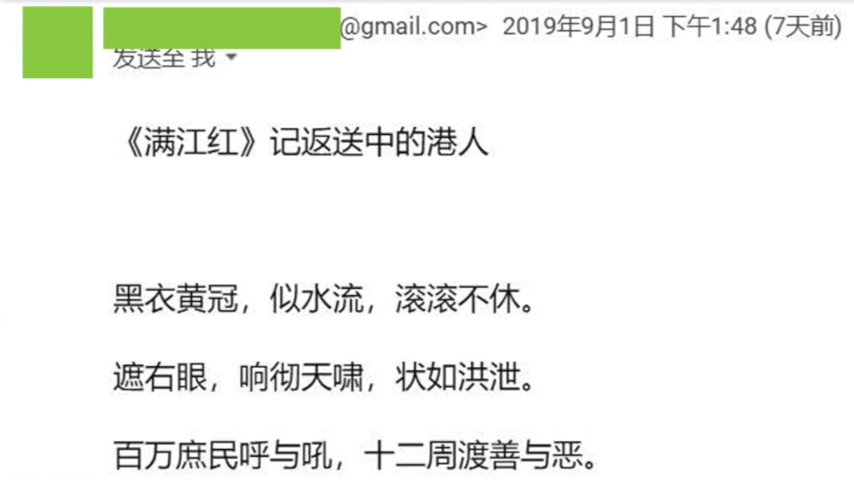 @gmail.com> 2019年9月1日 下午1:48 (7天前)
发送至 我
《满江红》记返送中的港人
黑衣黄冠，似水流，滚滚不休。
遮右眼，响彻天啸，状如洪泄。
百万庶民呼与吼，十二周渡善与恶。